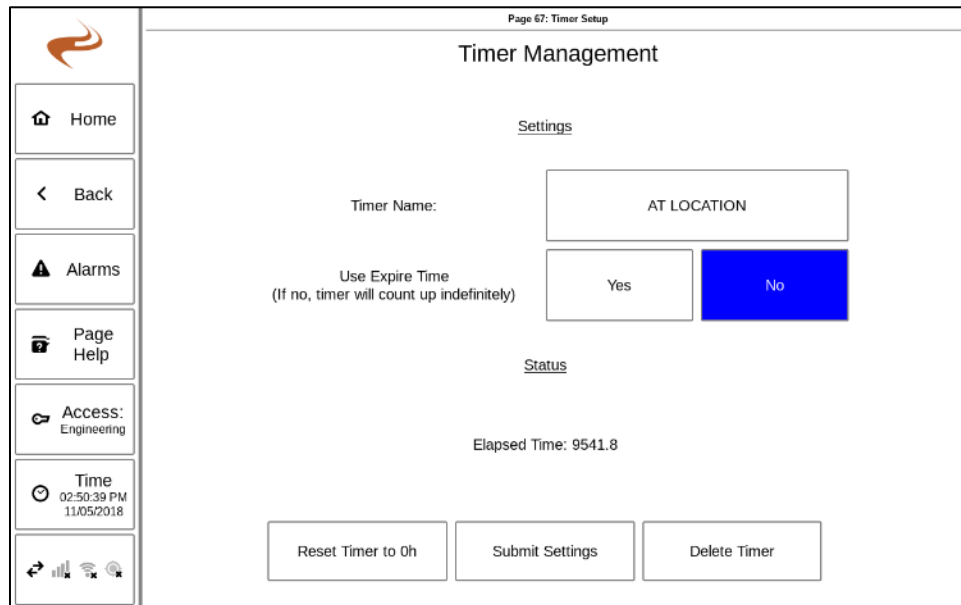 Page 67: Timer Setup
Timer Management
Home
Back
Alarms
Page
Help
Access:
Engineering
Time
02:50:39 PM
11/05/2018
Settings
Timer Name:
AT LOCATION
Use Expire Time
(If no, timer will count up indefinitely)
Yes
No
Status
Elapsed Time: 9541.8
Reset Timer to 0h
Submit Settings
Delete Timer